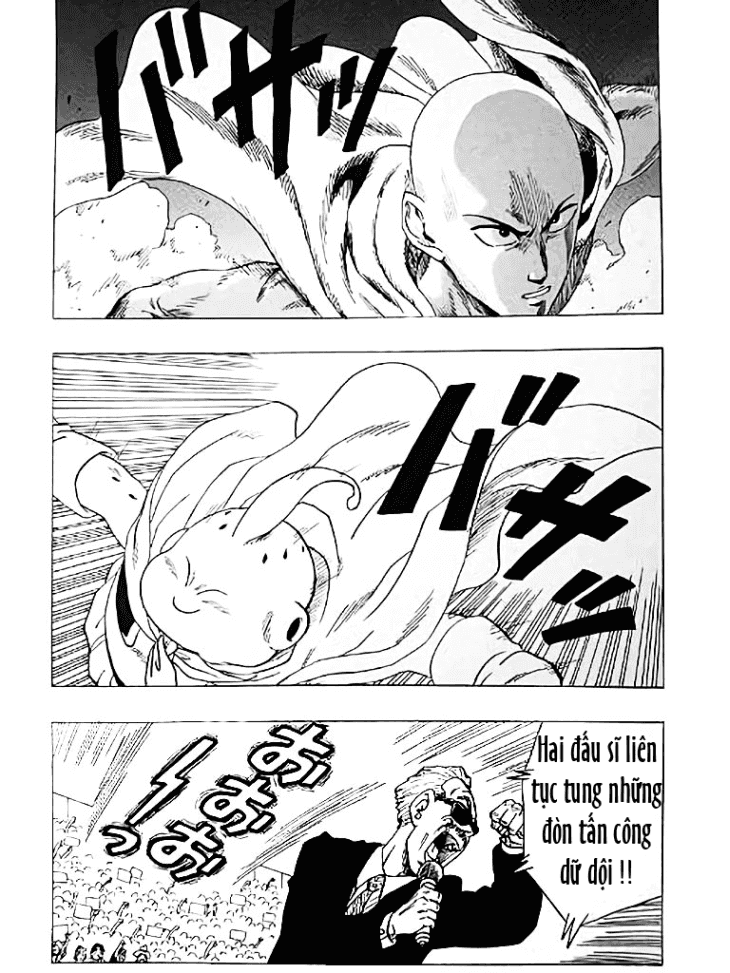 バサッ
バサッ
おおおおっ
Hai đấu sĩ liên
tục tung những
đòn tấn công
dữ dội !!